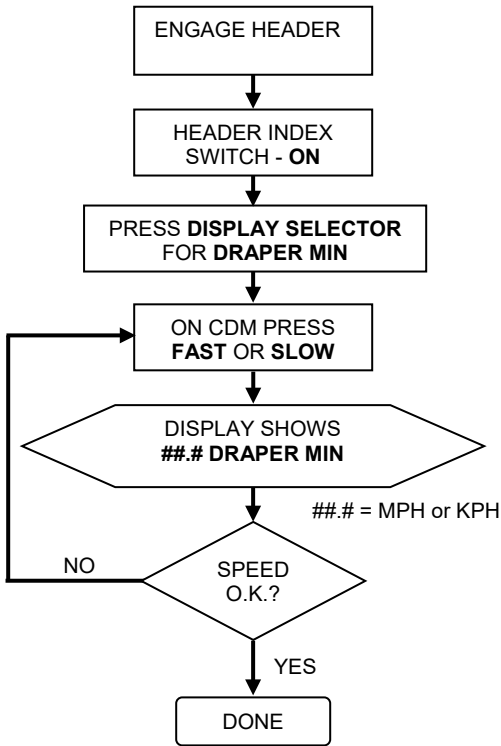 ENGAGE HEADER
HEADER INDEX
SWITCH - ON
PRESS DISPLAY SELECTOR
FOR DRAPER MIN
ON CDM PRESS
FAST OR SLOW
DISPLAY SHOWS
##.# DRAPER MIN
##.# = MPH or KPH
NO
SPEED
O.K.?
YES
DONE